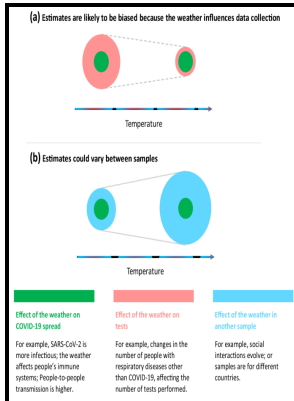 (a) Estimates are likely to be biased because the weather influences data collection
Temperature
(b) Estimates could vary between samples
Temperature
Effect of the weather on
COVID-19 spread
For example, SARS-CoV-2 is
more infectious; the weather
affects people's immune
systems; People-to-people
transmission is higher.
Effect of the weather on
tests
For example, changes in the
number of people with
respiratory diseases other
than COVID-19, affecting the
number of tests performed.
Effect of the weather in
another sample
For example, social
interactions evolve; or
samples are for different
countries.